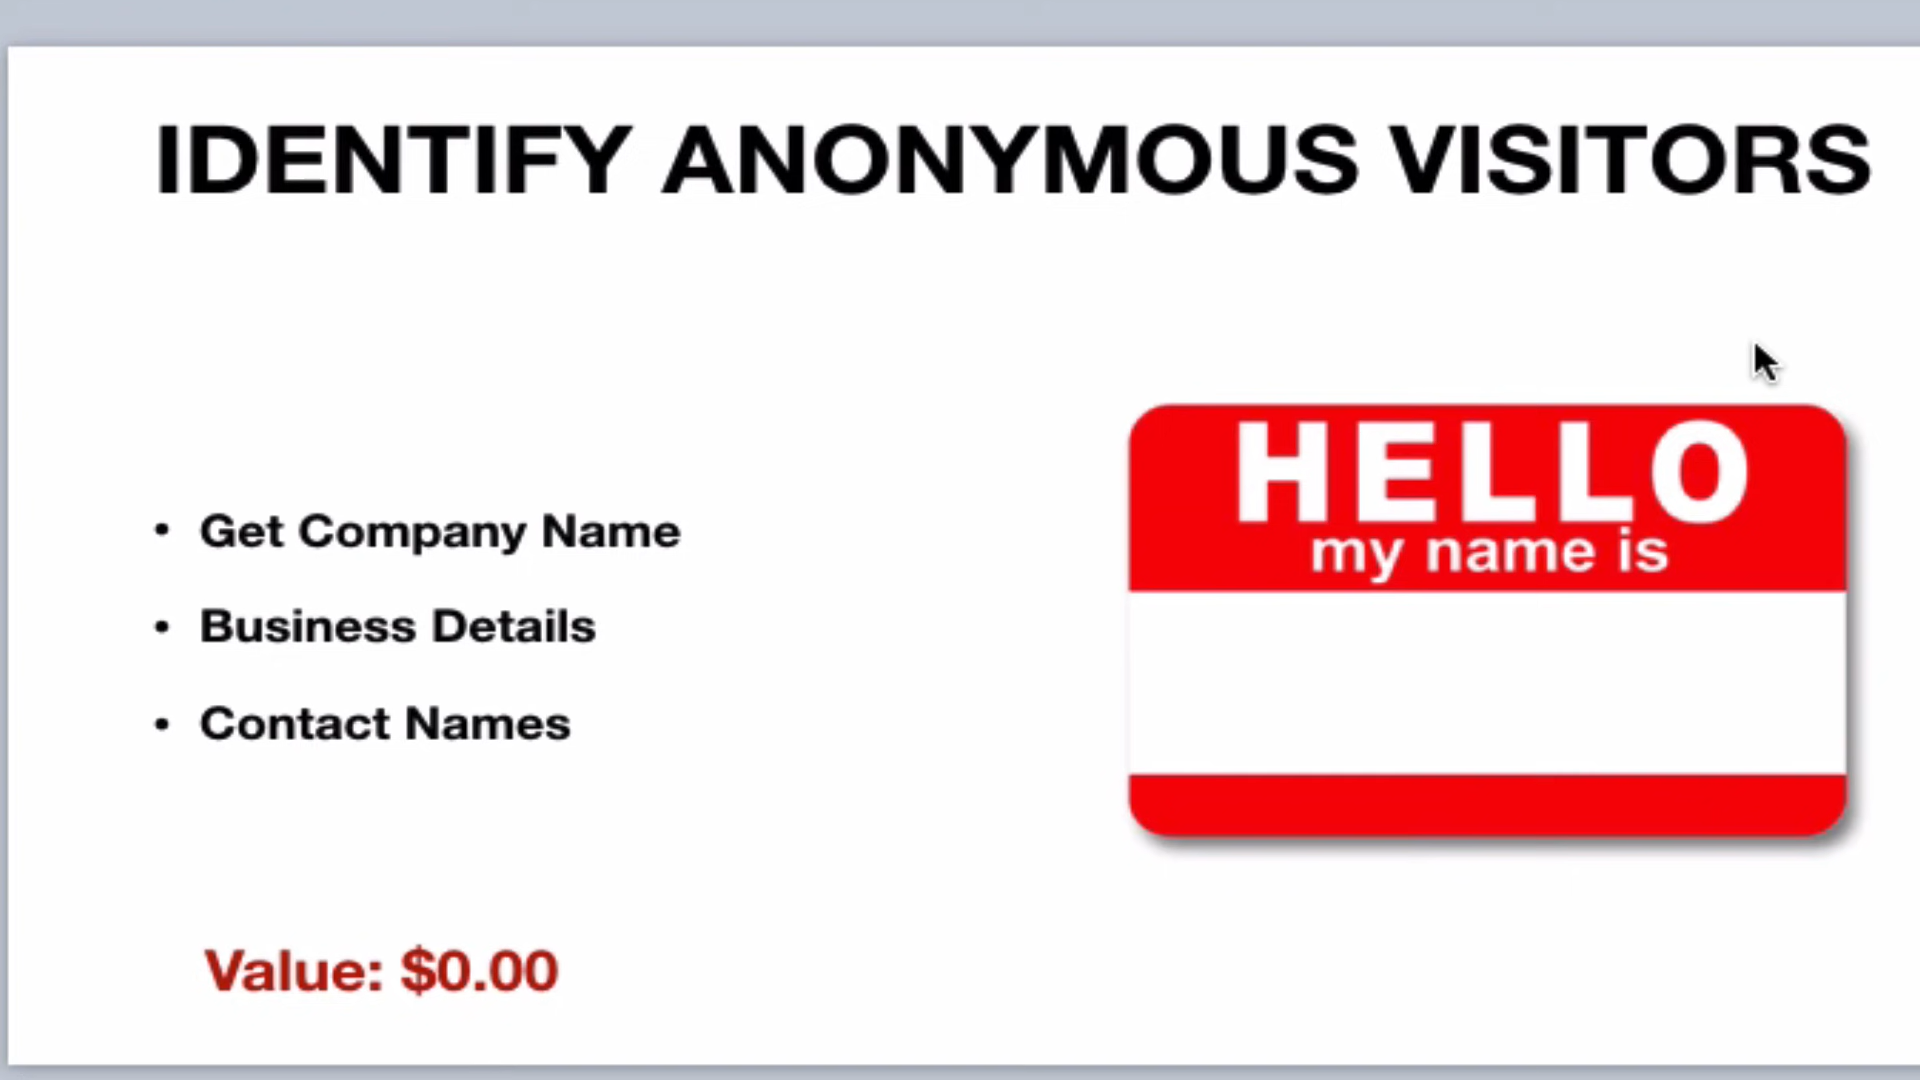 IDENTIFY ANONYMOUS VISITORS
• Get Company Name
• Business Details
• Contact Names
HELLO
my name is
Value: $0.00